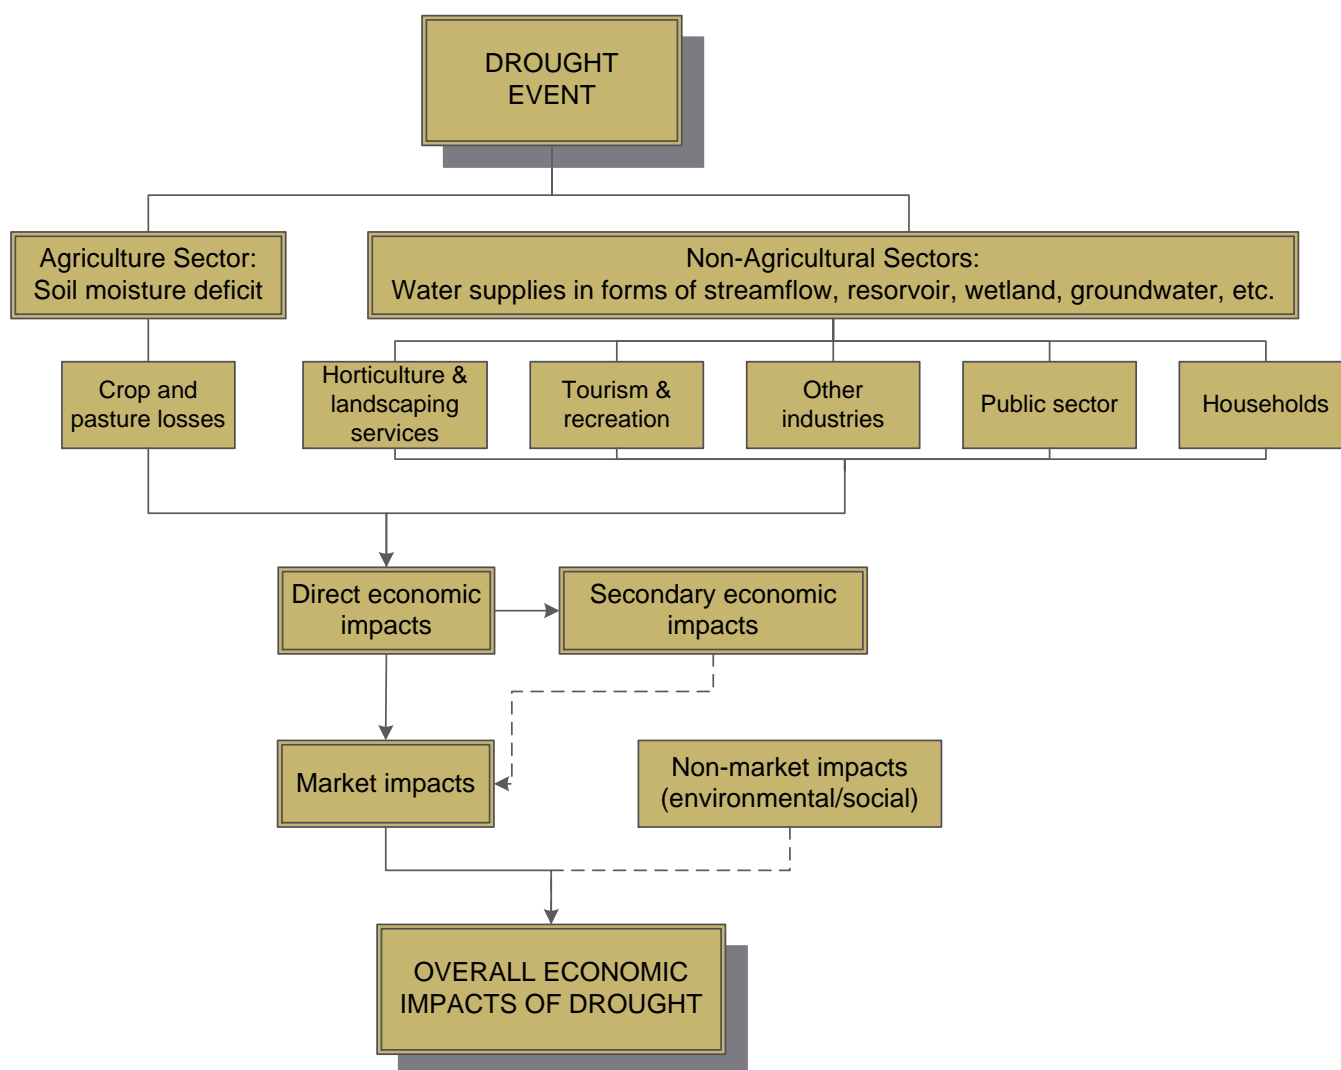 DROUGHT
EVENT
Agriculture Sector:
Soil moisture deficit
Non-Agricultural Sectors:
Water supplies in forms of streamflow, resorvoir, wetland, groundwater, etc.
Crop and
pasture losses
Horticulture &
landscaping
services
Tourism &
recreation
Other
industries
Public sector
Households
Direct economic
impacts
Secondary economic
impacts
Market impacts
Non-market impacts
(environmental/social)
OVERALL ECONOMIC
IMPACTS OF DROUGHT